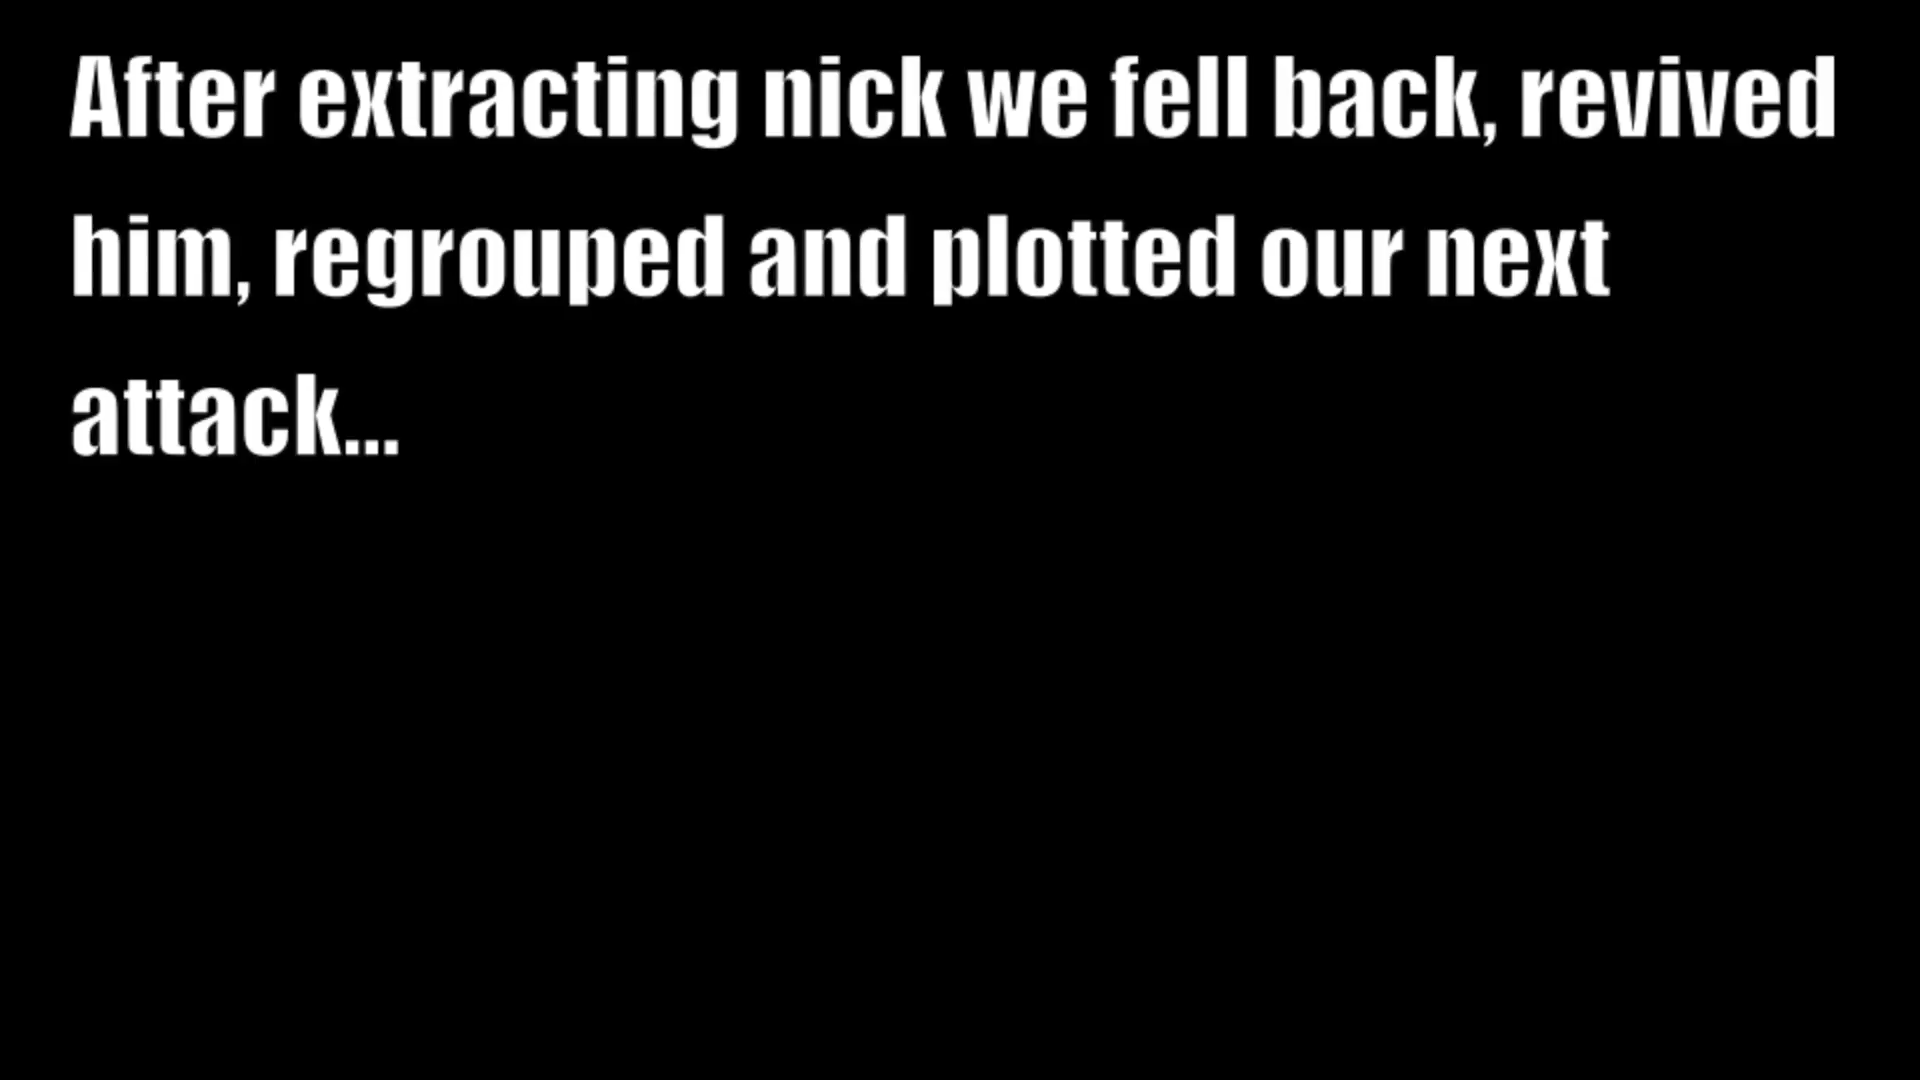 After extracting nick we fell back, revived
him, regrouped and plotted our next
attack...